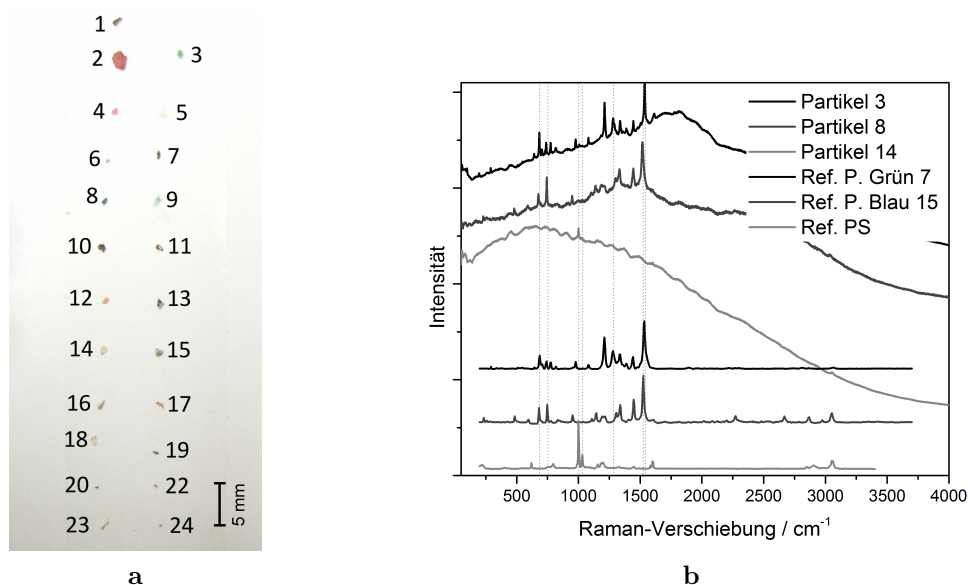 1
2 3
4 5
6 7
8 9
10 11
12 13
14 15
16 17
18
19
20 22
23 24
5 mm
a
Partikel 3
Partikel 8
Partikel 14
Ref. P. Grün 7
Ref. P. Blau 15
Ref. PS
Intensität
500 1000 1500 2000 2500 3000 3500 4000
Raman-Verschiebung / cm⁻¹
b